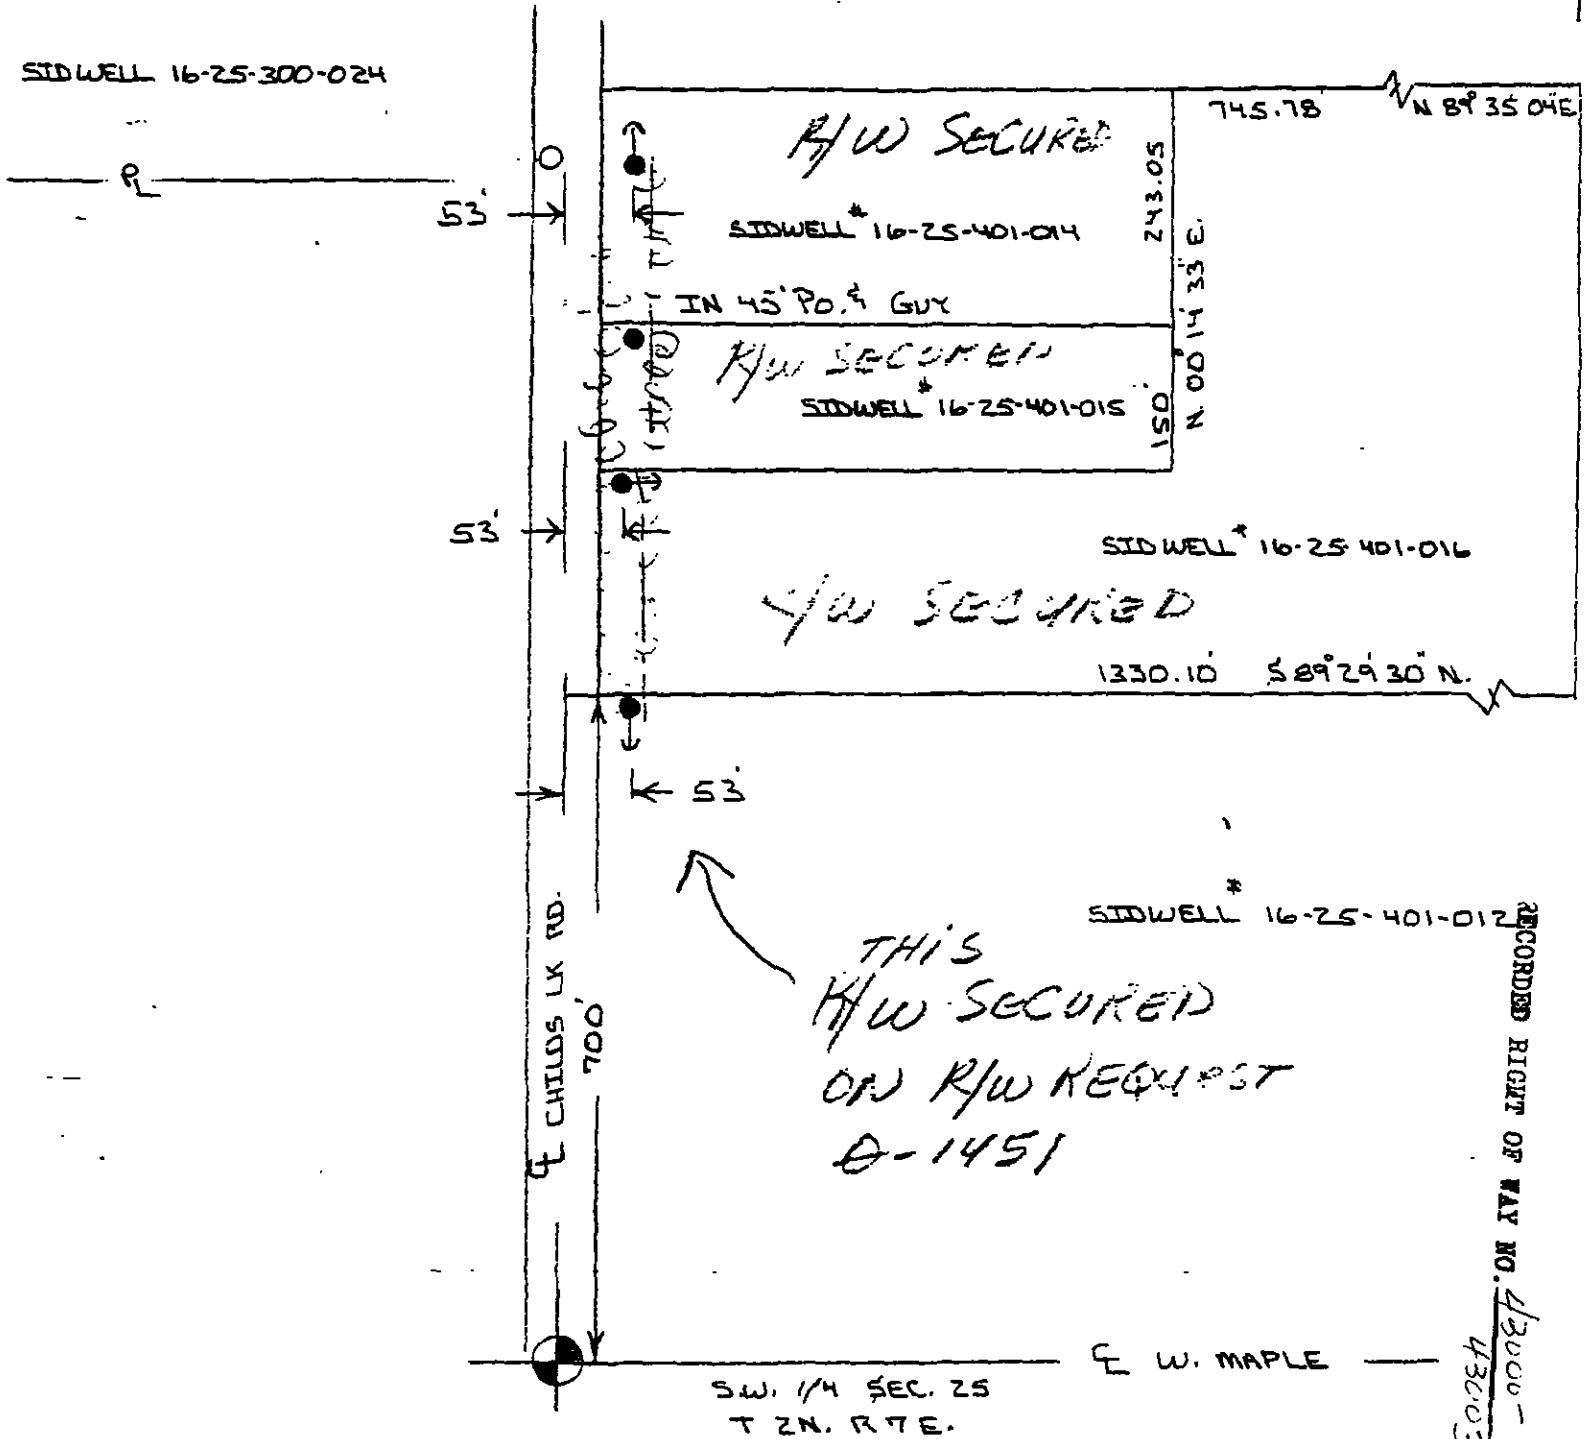 SIDWELL 16-25-300-024
745.78
N 89° 35 04E
R/W SECURED
243.05
P̲L
53'
SIDWELL # 16-25-401-014
N. 00° 14' 33" E.
IN 45' PO. & GUY
R/W SECURED
SIDWELL # 16-25-401-015
150'
53'
SIDWELL # 16-25-401-016
R/W SECURED
1330.10' S 89° 29' 30" N.
53'
SIDWELL # 16-25-401-012
THIS
R/W SECURED
ON R/W REQUEST
O-1451
℄ CHILDS LK RD.
700'
RECORDED RIGHT OF WAY NO. 43000-
43003
℄ W. MAPLE
S.W. 1/4 SEC. 25
T 2N. R 7 E.